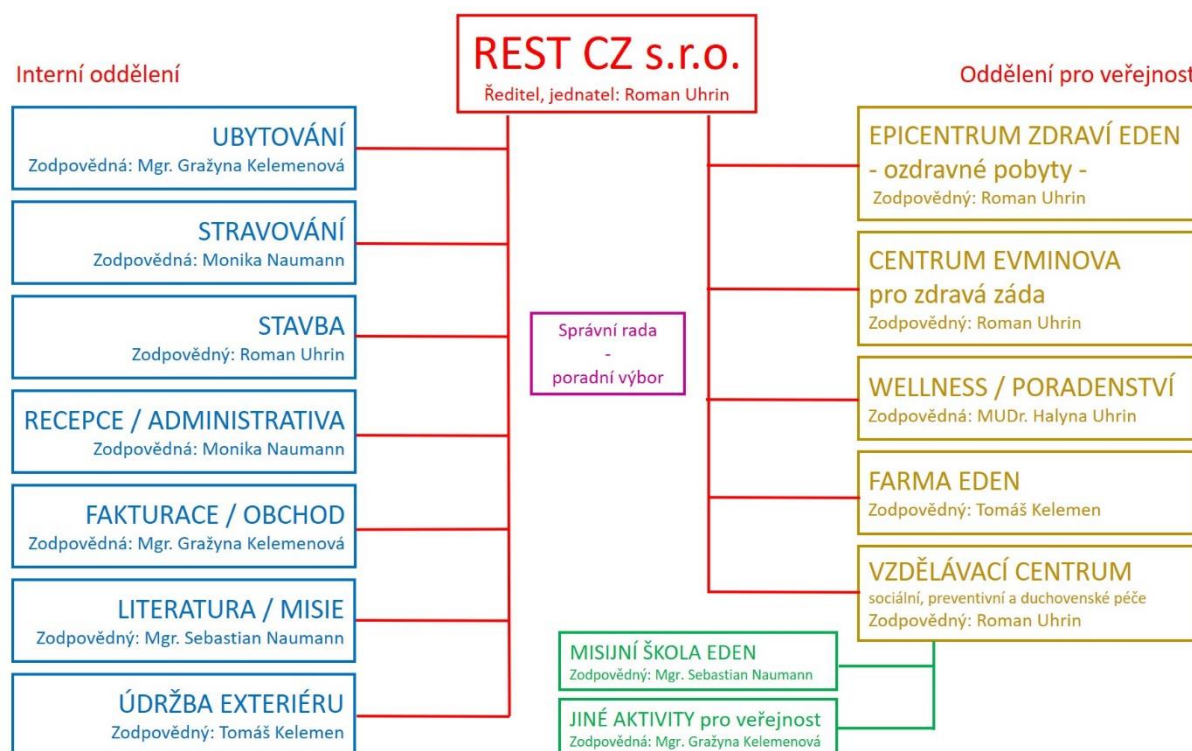 REST CZ s.r.o.
Ředitel, jednatel: Roman Uhrin
Interní oddělení
UBYTOVÁNÍ
Zodpovědná: Mgr. Gražyna Kelemenová
STRAVOVÁNÍ
Zodpovědná: Monika Naumann
STAVBA
Zodpovědný: Roman Uhrin
RECEPCE / ADMINISTRATIVA
Zodpovědná: Monika Naumann
FAKTURACE / OBCHOD
Zodpovědná: Mgr. Gražyna Kelemenová
LITERATURA / MISIE
Zodpovědný: Mgr. Sebastian Naumann
ÚDRŽBA EXTERIÉRU
Zodpovědný: Tomáš Kelemen
Správní rada
-
poradní výbor
Oddělení pro veřejnost
EPICENTRUM ZDRAVÍ EDEN
- ozdravné pobyty -
Zodpovědný: Roman Uhrin
CENTRUM EVMINOVA
pro zdravá záda
Zodpovědný: Roman Uhrin
WELLNESS / PORADENSTVÍ
Zodpovědná: MUDr. Halyna Uhrin
FARMA EDEN
Zodpovědný: Tomáš Kelemen
VZDĚLÁVACÍ CENTRUM
sociální, preventivní a duchovenské péče
Zodpovědný: Roman Uhrin
MISIJNÍ ŠKOLA EDEN
Zodpovědný: Mgr. Sebastian Naumann
JINÉ AKTIVITY pro veřejnost
Zodpovědná: Mgr. Gražyna Kelemenová